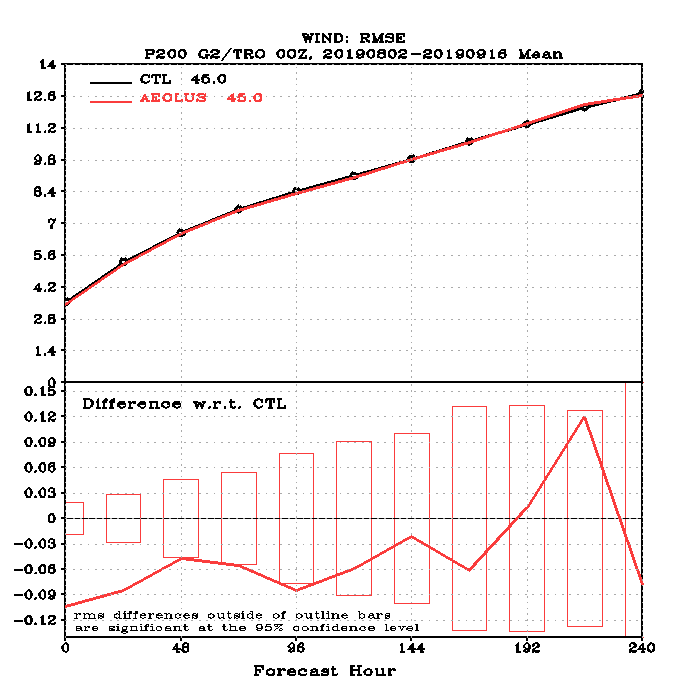 WIND: RMSE
P200 G2/TRO 00Z, 20190802-20190916 Mean
CTL 46.0
AEOLUS 45.0
14
12.6
11.2
9.8
8.4
7
5.6
4.2
2.8
1.4
0
Difference w.r.t. CTL
0.15
0.12
0.09
0.06
0.03
0
-0.03
-0.06
-0.09
-0.12
rms differences outside of outline bars
are significant at the 95% confidence level
0 48 96 144 192 240
Forecast Hour